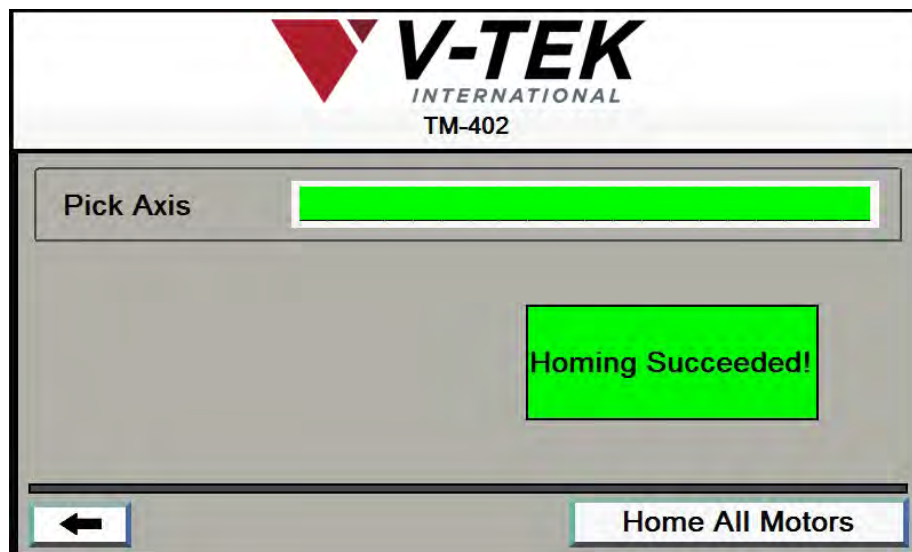 V-TEK
INTERNATIONAL
TM-402
Pick Axis
Homing Succeeded!
Home All Motors